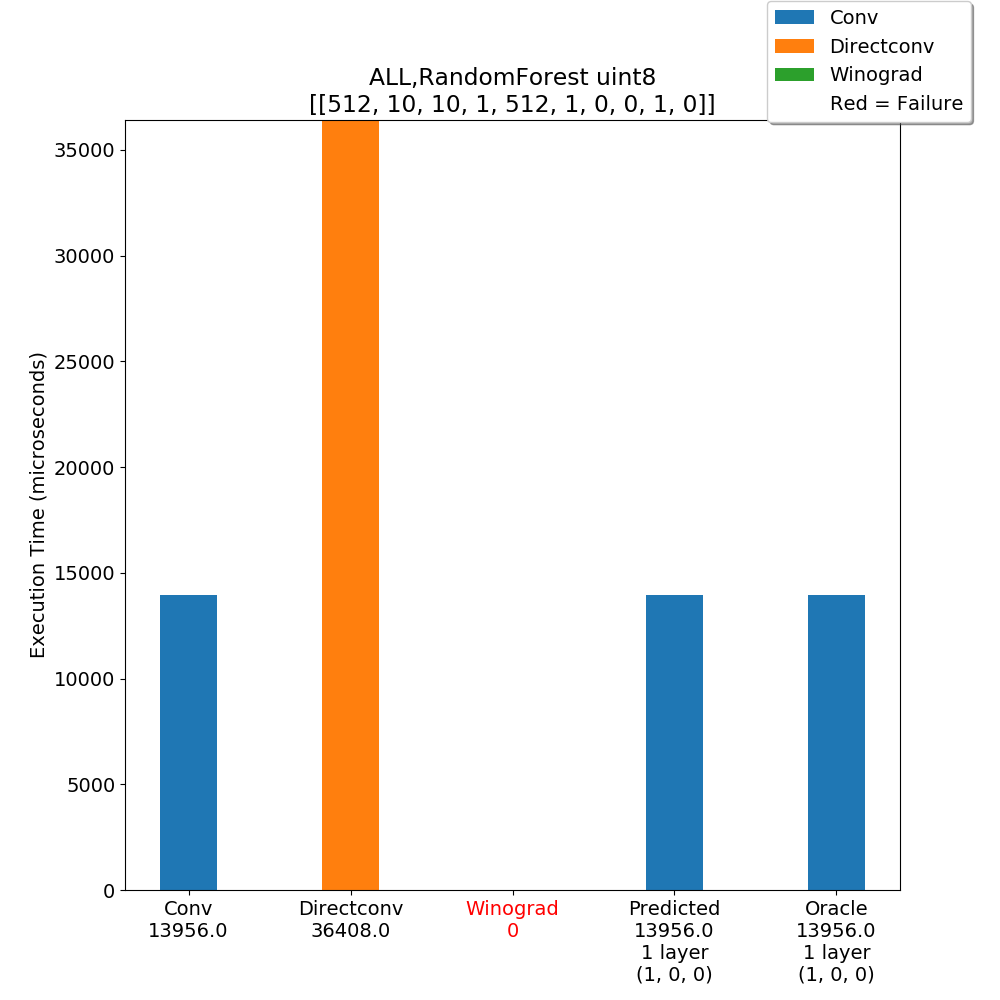 Conv
Directconv
Winograd
Red = Failure
ALL,RandomForest uint8
[[512, 10, 10, 1, 512, 1, 0, 0, 1, 0]]
Execution Time (microseconds)
35000
30000
25000
20000
15000
10000
5000
0
Conv
13956.0
Directconv
36408.0
Winograd
0
Predicted
13956.0
1 layer
(1, 0, 0)
Oracle
13956.0
1 layer
(1, 0, 0)